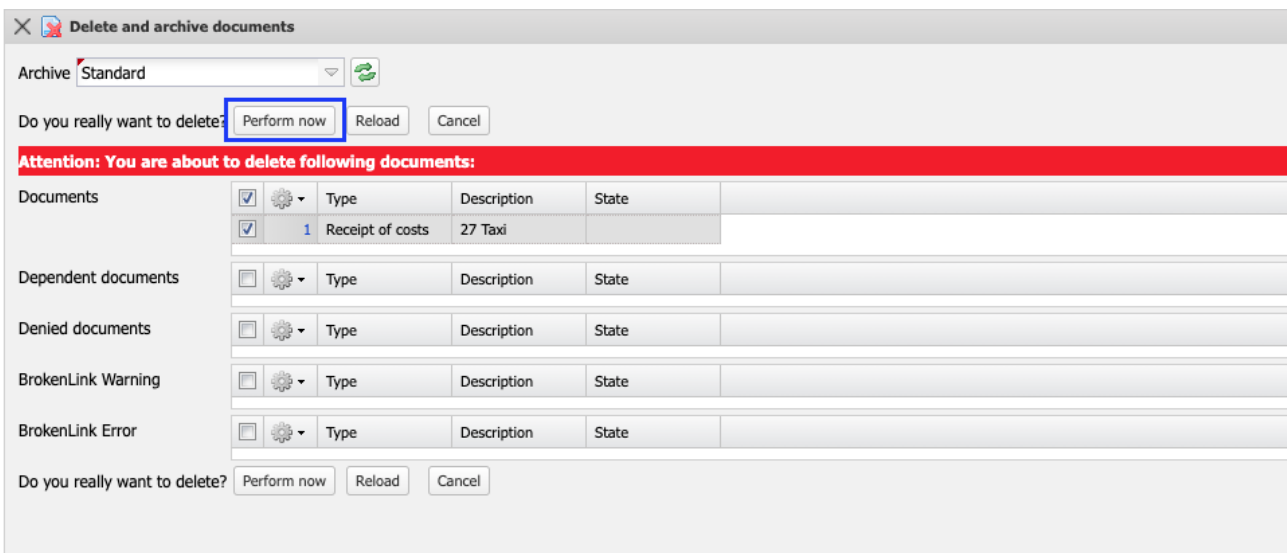 Delete and archive documents
Archive Standard
Do you really want to delete? Perform now Reload Cancel
Attention: You are about to delete following documents:
Documents Type Description State
1 Receipt of costs 27 Taxi
Dependent documents Type Description State
Denied documents Type Description State
BrokenLink Warning Type Description State
BrokenLink Error Type Description State
Do you really want to delete? Perform now Reload Cancel